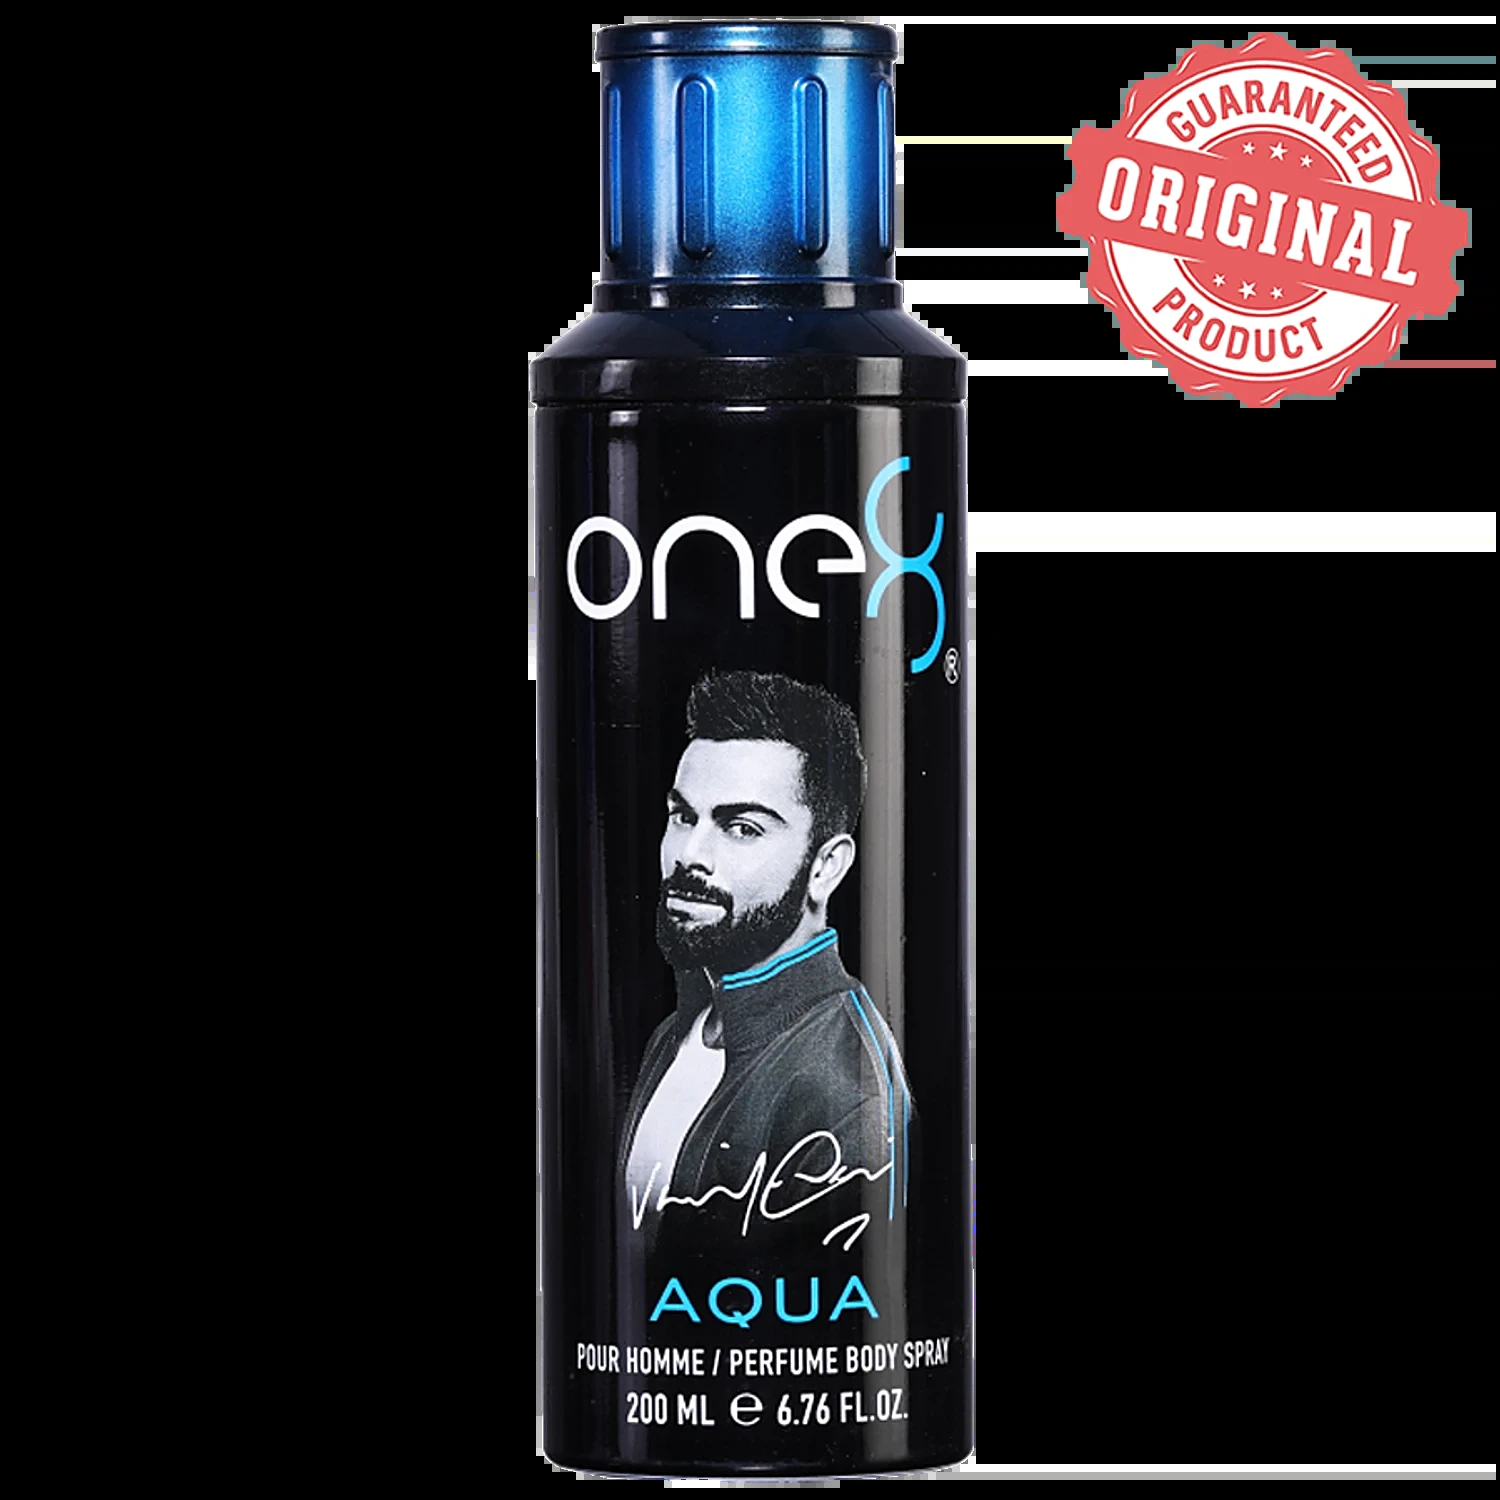 GUARANTEED
ORIGINAL
PRODUCT
one8
®
AQUA
POUR HOMME / PERFUME BODY SPRAY
200 ML ℮ 6.76 FL.OZ.